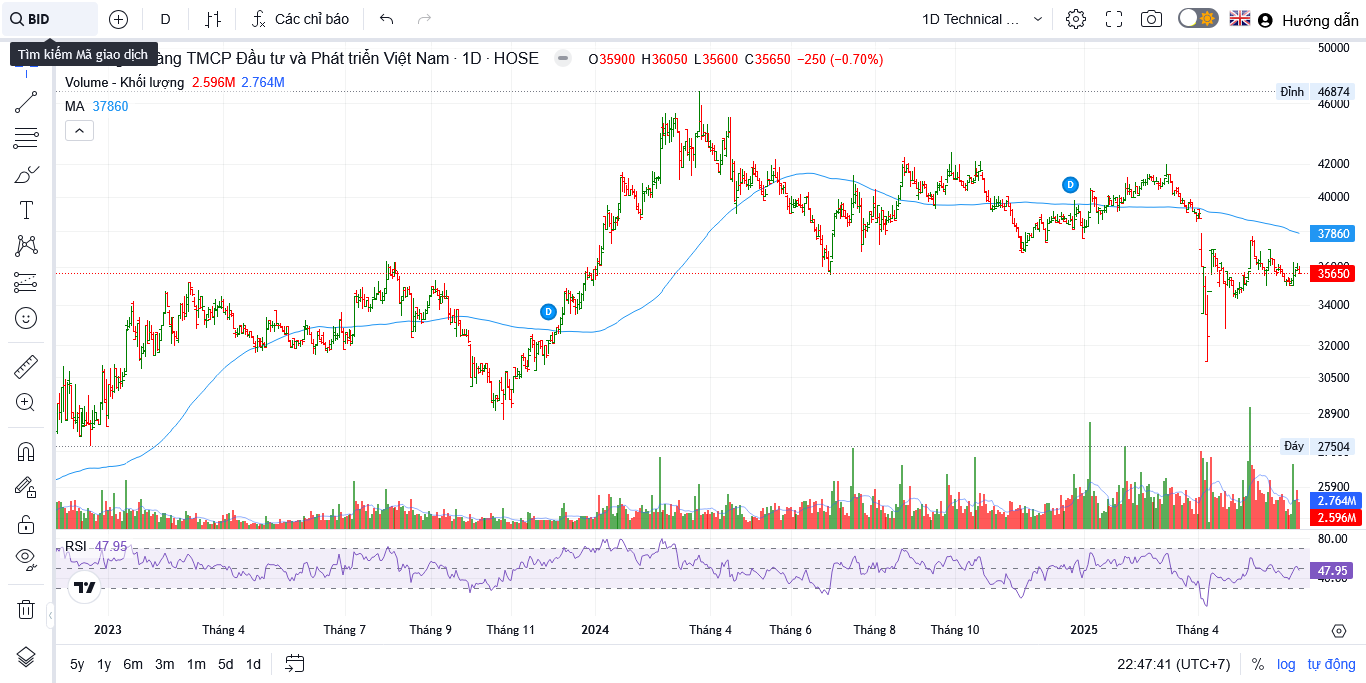 BID
D
Các chỉ báo
1D Technical ...
Hướng dẫn
Tìm kiếm Mã giao dịch
àng TMCP Đầu tư và Phát triển Việt Nam · 1D · HOSE
O35900 H36050 L35600 C35650 −250 (−0.70%)
Volume - Khối lượng 2.596M 2.764M
MA 37860
50000
Đỉnh 46874
46000
42000
40000
37860
36000
35650
34000
32000
30500
28900
Đáy 27504
25900
2.764M
2.596M
RSI 47.95
80.00
47.95
40.00
D
D
2023 Tháng 4 Tháng 7 Tháng 9 Tháng 11 2024 Tháng 4 Tháng 6 Tháng 8 Tháng 10 2025 Tháng 4
5y 1y 6m 3m 1m 5d 1d
22:47:41 (UTC+7) % log tự động